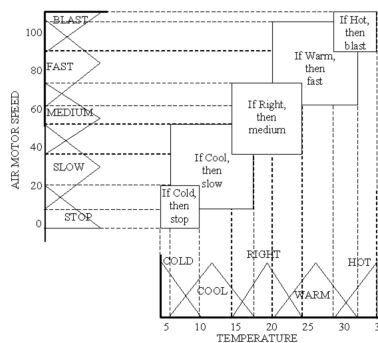 BLAST
If Hot,
then
blast
100
If Warm,
then
fast
80
FAST
60
If Right,
then
medium
MEDIUM
AIR MOTOR SPEED
40
If Cool,
then
slow
SLOW
20
If Cold,
then
stop
0
STOP
COLD
RIGHT
HOT
COOL
WARM
5
10
15
20
25
30
TEMPERATURE